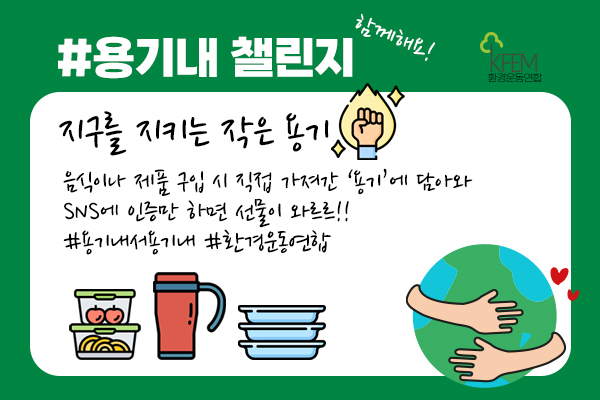 #용기내 챌린지
함께해요!
KFEM
환경운동연합
지구를 지키는 작은 용기
음식이나 제품 구입 시 직접 가져간 '용기'에 담아와
SNS에 인증만 하면 선물이 와르르!!
#용기내서용기내 #환경운동연합